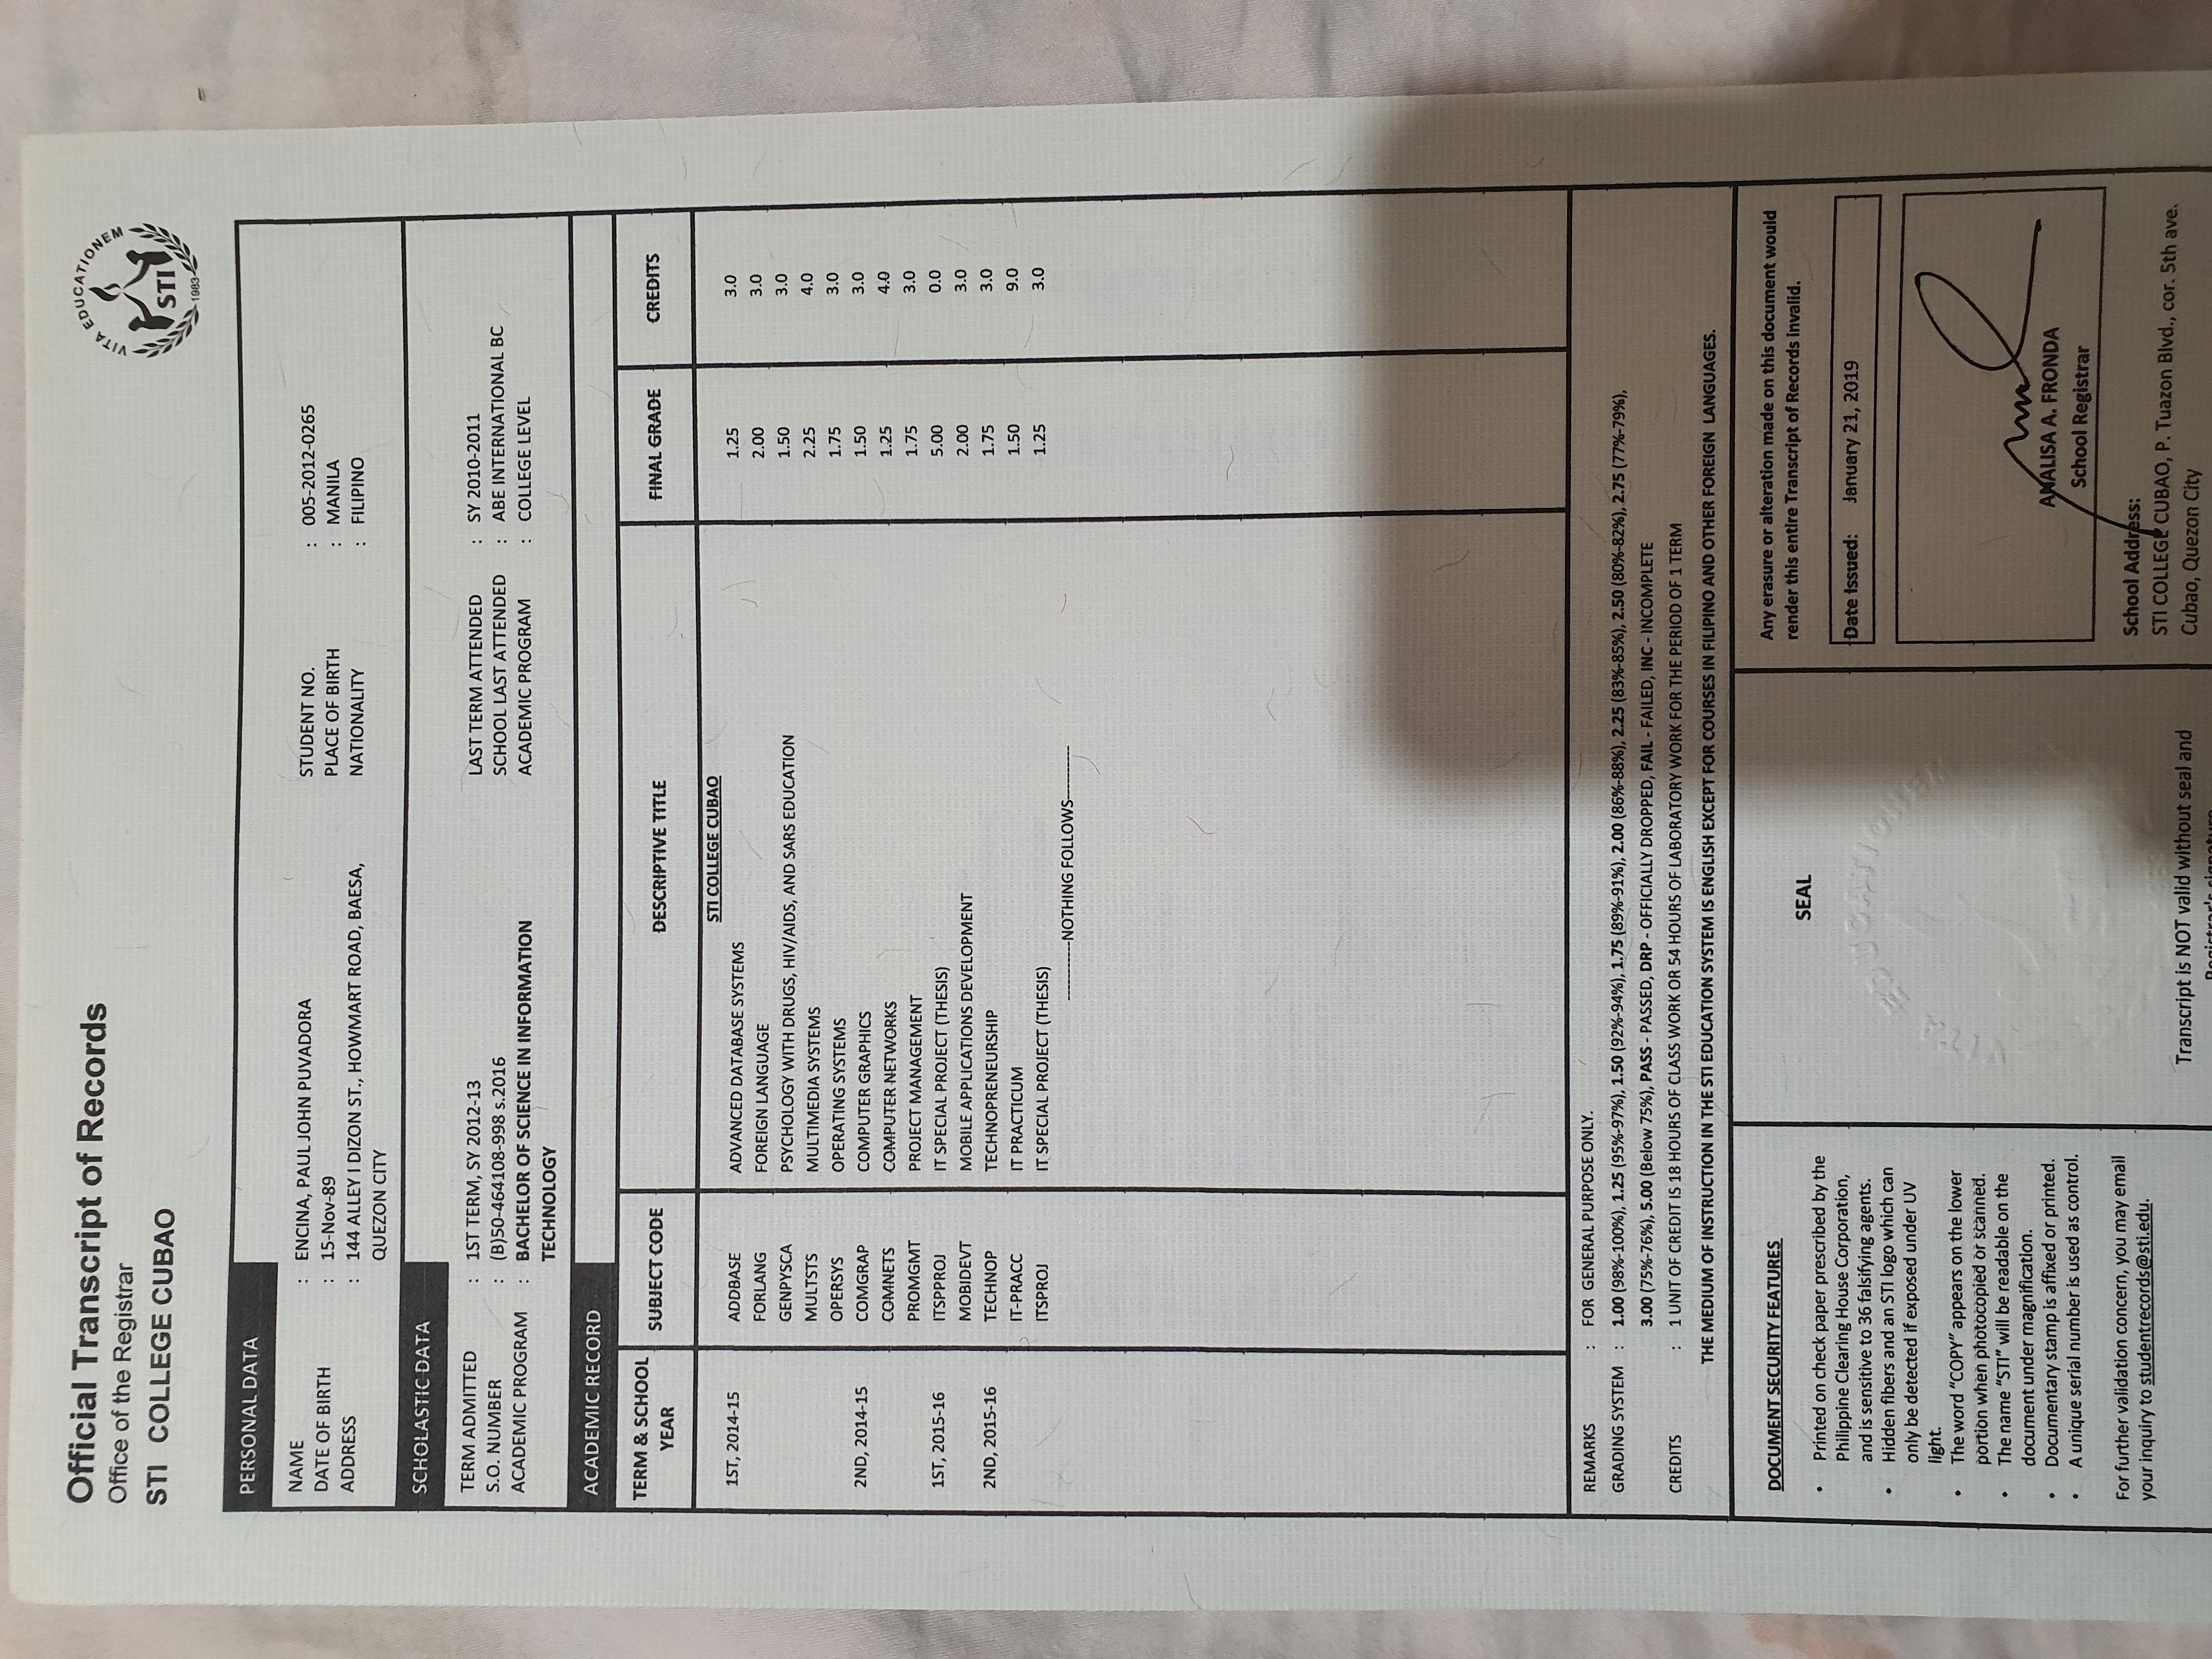 Official Transcript of Records
Office of the Registrar
STI COLLEGE CUBAO
VITA EDUCATIONEM
STI
1983
PERSONAL DATA
NAME : ENCINA, PAUL JOHN PUVADORA STUDENT NO. : 005-2012-0265
DATE OF BIRTH : 15-Nov-89 PLACE OF BIRTH : MANILA
ADDRESS : 144 ALLEY I DIZON ST., HOWMART ROAD, BAESA, NATIONALITY : FILIPINO
QUEZON CITY
SCHOLASTIC DATA
TERM ADMITTED : 1ST TERM, SY 2012-13 LAST TERM ATTENDED : SY 2010-2011
S.O. NUMBER : (B)50-464108-998 s.2016 SCHOOL LAST ATTENDED : ABE INTERNATIONAL BC
ACADEMIC PROGRAM : BACHELOR OF SCIENCE IN INFORMATION ACADEMIC PROGRAM : COLLEGE LEVEL
TECHNOLOGY
ACADEMIC RECORD
TERM & SCHOOL YEAR SUBJECT CODE DESCRIPTIVE TITLE FINAL GRADE CREDITS
STI COLLEGE CUBAO
1ST, 2014-15 ADDBASE ADVANCED DATABASE SYSTEMS 1.25 3.0
FORLANG FOREIGN LANGUAGE 2.00 3.0
GENPYSCA PSYCHOLOGY WITH DRUGS, HIV/AIDS, AND SARS EDUCATION 1.50 3.0
MULTSTS MULTIMEDIA SYSTEMS 2.25 4.0
OPERSYS OPERATING SYSTEMS 1.75 3.0
2ND, 2014-15 COMGRAP COMPUTER GRAPHICS 1.50 3.0
COMNETS COMPUTER NETWORKS 1.25 4.0
PROMGMT PROJECT MANAGEMENT 1.75 3.0
1ST, 2015-16 ITSPPROJ IT SPECIAL PROJECT (THESIS) 5.00 0.0
MOBIDEVT MOBILE APPLICATIONS DEVELOPMENT 2.00 3.0
2ND, 2015-16 TECHNOP TECHNOPRENEURSHIP 1.75 3.0
IT-PRACC IT PRACTICUM 1.50 9.0
ITSPROJ IT SPECIAL PROJECT (THESIS) 1.25 3.0
-----------NOTHING FOLLOWS----------
REMARKS : FOR GENERAL PURPOSE ONLY.
GRADING SYSTEM : 1.00 (98%-100%), 1.25 (95%-97%), 1.50 (92%-94%), 1.75 (89%-91%), 2.00 (86%-88%), 2.25 (83%-85%), 2.50 (80%-82%), 2.75 (77%-79%),
3.00 (75%-76%), 5.00 (Below 75%), PASS - PASSED, DRP - OFFICIALLY DROPPED, FAIL - FAILED, INC - INCOMPLETE
CREDITS : 1 UNIT OF CREDIT IS 18 HOURS OF CLASS WORK OR 54 HOURS OF LABORATORY WORK FOR THE PERIOD OF 1 TERM
THE MEDIUM OF INSTRUCTION IN THE STI EDUCATION SYSTEM IS ENGLISH EXCEPT FOR COURSES IN FILIPINO AND OTHER FOREIGN LANGUAGES.
DOCUMENT SECURITY FEATURES
• Printed on check paper prescribed by the
Philippine Clearing House Corporation,
and is sensitive to 36 falsifying agents.
• Hidden fibers and an STI logo which can
only be detected if exposed under UV
light.
• The word “COPY” appears on the lower
portion when photocopied or scanned.
• The name “STI” will be readable on the
document under magnification.
• Documentary stamp is affixed or printed.
• A unique serial number is used as control.
For further validation concern, you may email
your inquiry to studentrecords@sti.edu.
SEAL
Transcript is NOT valid without seal and
Registrar's signature
Any erasure or alteration made on this document would
render this entire Transcript of Records invalid.
Date Issued: January 21, 2019
ANALISA A. FRONDA
School Registrar
School Address:
STI COLLEGE CUBAO, P. Tuazon Blvd., cor. 5th ave.
Cubao, Quezon City